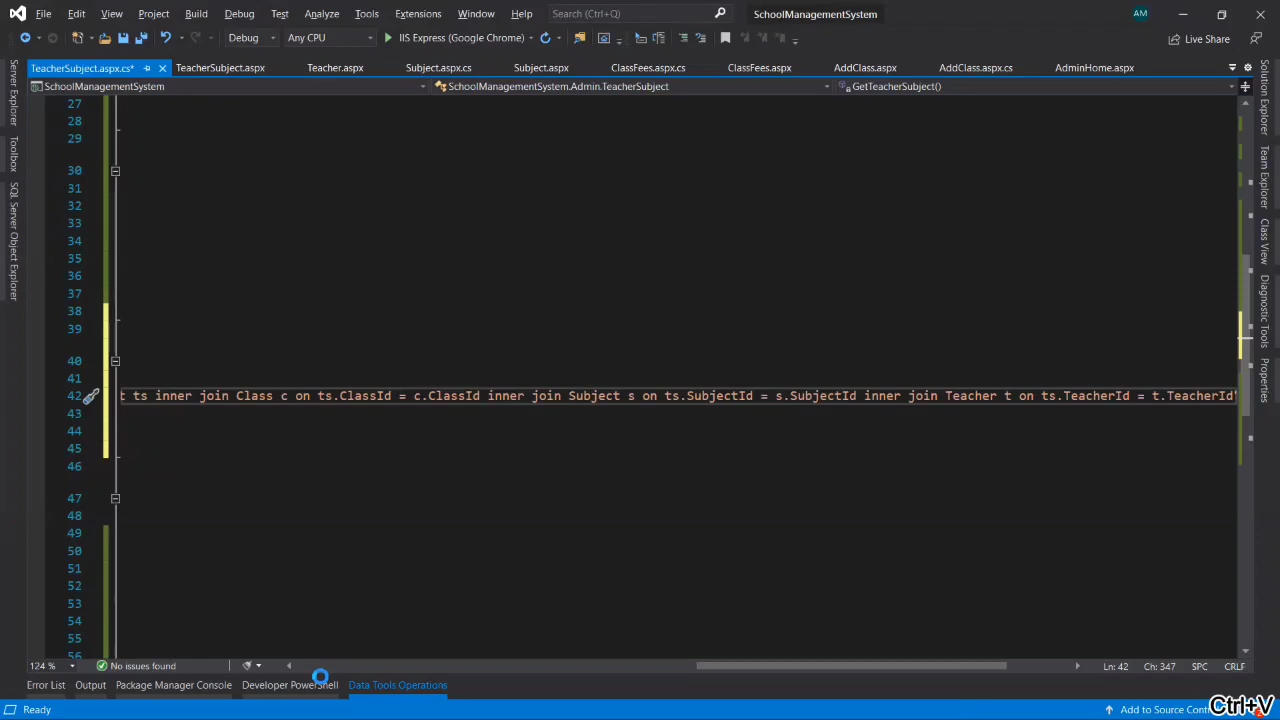 File Edit View Project Build Debug Test Analyze Tools Extensions Window Help Search (Ctrl+Q) SchoolManagementSystem AM
Debug Any CPU IIS Express (Google Chrome) Live Share
TeacherSubject.aspx.cs* TeacherSubject.aspx Teacher.aspx Subject.aspx.cs Subject.aspx ClassFees.aspx.cs ClassFees.aspx AddClass.aspx AddClass.aspx.cs AdminHome.aspx
SchoolManagementSystem SchoolManagementSystem.Admin.TeacherSubject GetTeacherSubject()
Server Explorer
Toolbox
SQL Server Object Explorer
27
28
29
30
31
32
33
34
35
36
37
38
39
40
41
42 t ts inner join Class c on ts.ClassId = c.ClassId inner join Subject s on ts.SubjectId = s.SubjectId inner join Teacher t on ts.TeacherId = t.TeacherId"
43
44
45
46
47
48
49
50
51
52
53
54
55
56
Solution Explorer
Team Explorer
Class View
Diagnostic Tools
Properties
124 % No issues found Ln: 42 Ch: 347 SPC CRLF
Error List Output Package Manager Console Developer PowerShell Data Tools Operations
Ready Add to Source
Ctrl+V